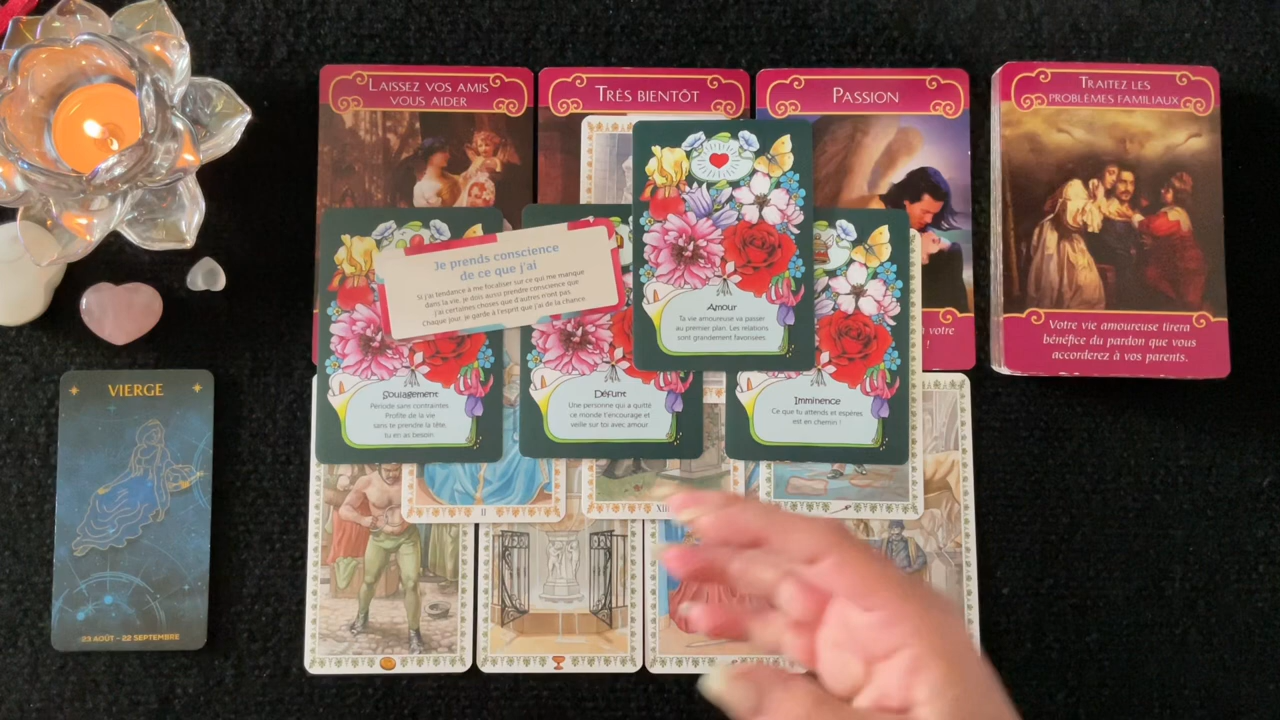 LAISSEZ VOS AMIS
VOUS AIDER
TRÈS BIENTÔT
PASSION
TRAITEZ LES
PROBLÈMES FAMILIAUX
Votre vie amoureuse tirera
bénéfice du pardon que vous
accorderez à vos parents.
votre
!
Je prends conscience
de ce que j'ai
Si j'ai tendance à me focaliser sur ce qui me manque
dans la vie, je dois aussi prendre conscience que
j'ai certaines choses que d'autres n'ont pas.
Chaque jour, je garde à l'esprit que j'ai de la chance.
Amour
Ta vie amoureuse va passer
au premier plan. Les relations
sont grandement favorisées.
Soulagement
Période sans contraintes.
Profite de la vie
sans te prendre la tête,
tu en as besoin.
Défunt
Une personne qui a quitté
ce monde t'encourage et
veille sur toi avec amour
Imminence
Ce que tu attends et espères
est en chemin !
VIERGE
23 AOÛT - 22 SEPTEMBRE
II
XIII